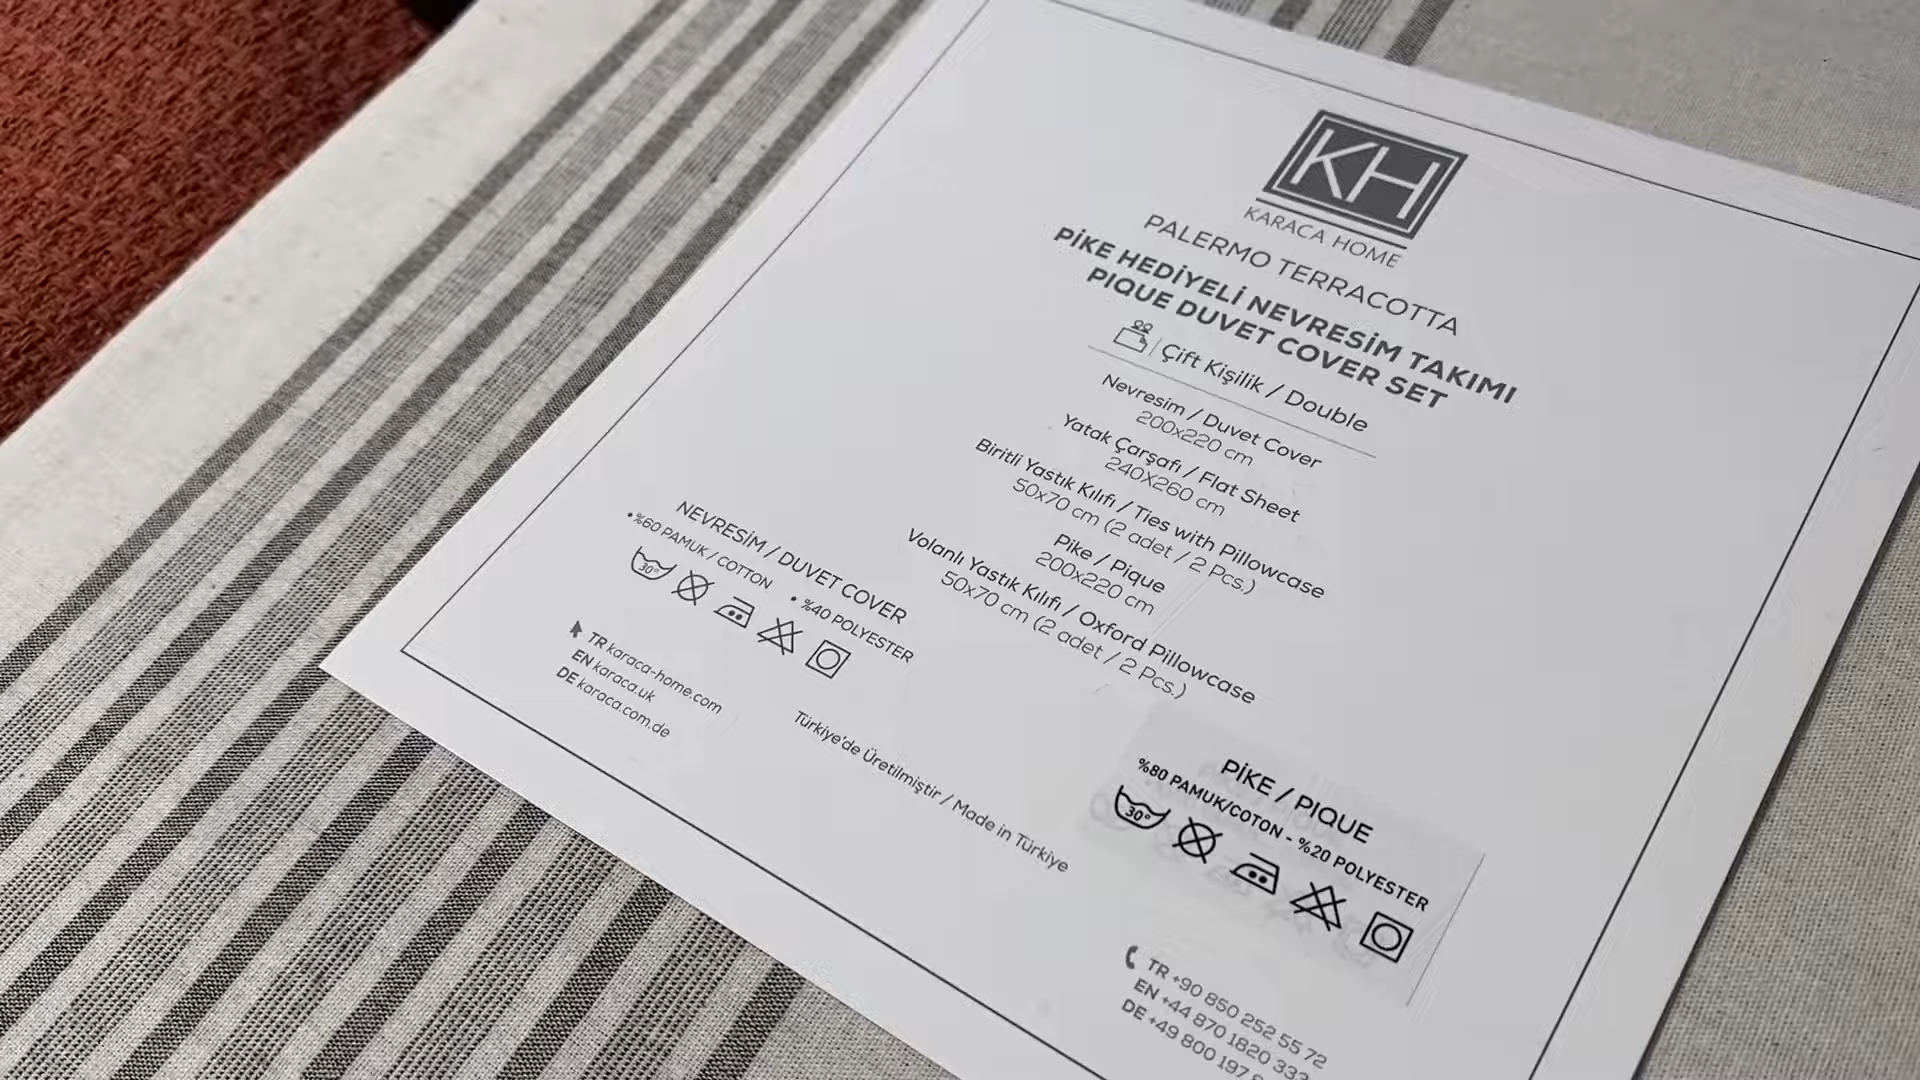 KH
KARACA HOME
PALERMO TERRACOTTA
PİKE HEDİYELİ NEVRESİM TAKIMI
PIQUE DUVET COVER SET
Çift Kişilik / Double
Nevresim / Duvet Cover
200x220 cm
Yatak Çarşafı / Flat Sheet
240X260 cm
Biritli Yastık Kılıfı / Ties with Pillowcase
50x70 cm (2 adet / 2 Pcs.)
Pike / Pique
200x220 cm
Volanlı Yastık Kılıfı / Oxford Pillowcase
50x70 cm (2 adet / 2 Pcs.)
NEVRESİM / DUVET COVER
•%60 PAMUK / COTTON •%40 POLYESTER
30°
TR karaca-home.com
EN karaca.uk
DE karaca.com.de
Türkiye'de Üretilmiştir / Made in Türkiye
PİKE / PIQUE
%80 PAMUK/COTON - %20 POLYESTER
30°
TR +90 850 252 55 72
EN +44 870 1820 333
DE +49 800 197